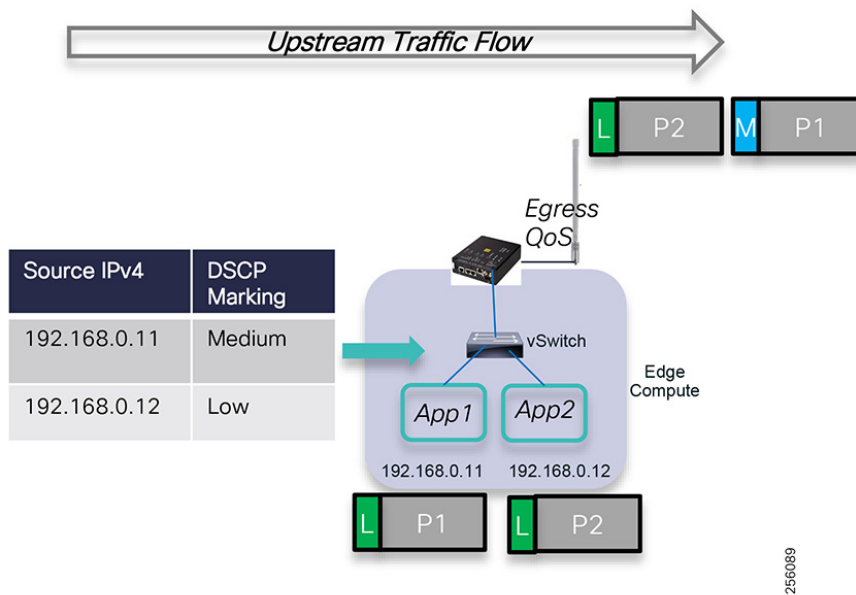 Upstream Traffic Flow
L P2 M P1
Egress
QoS
Source IPv4 DSCP
Marking
192.168.0.11 Medium
192.168.0.12 Low
vSwitch
Edge
Compute
App1 App2
192.168.0.11 192.168.0.12
L P1 L P2
256089